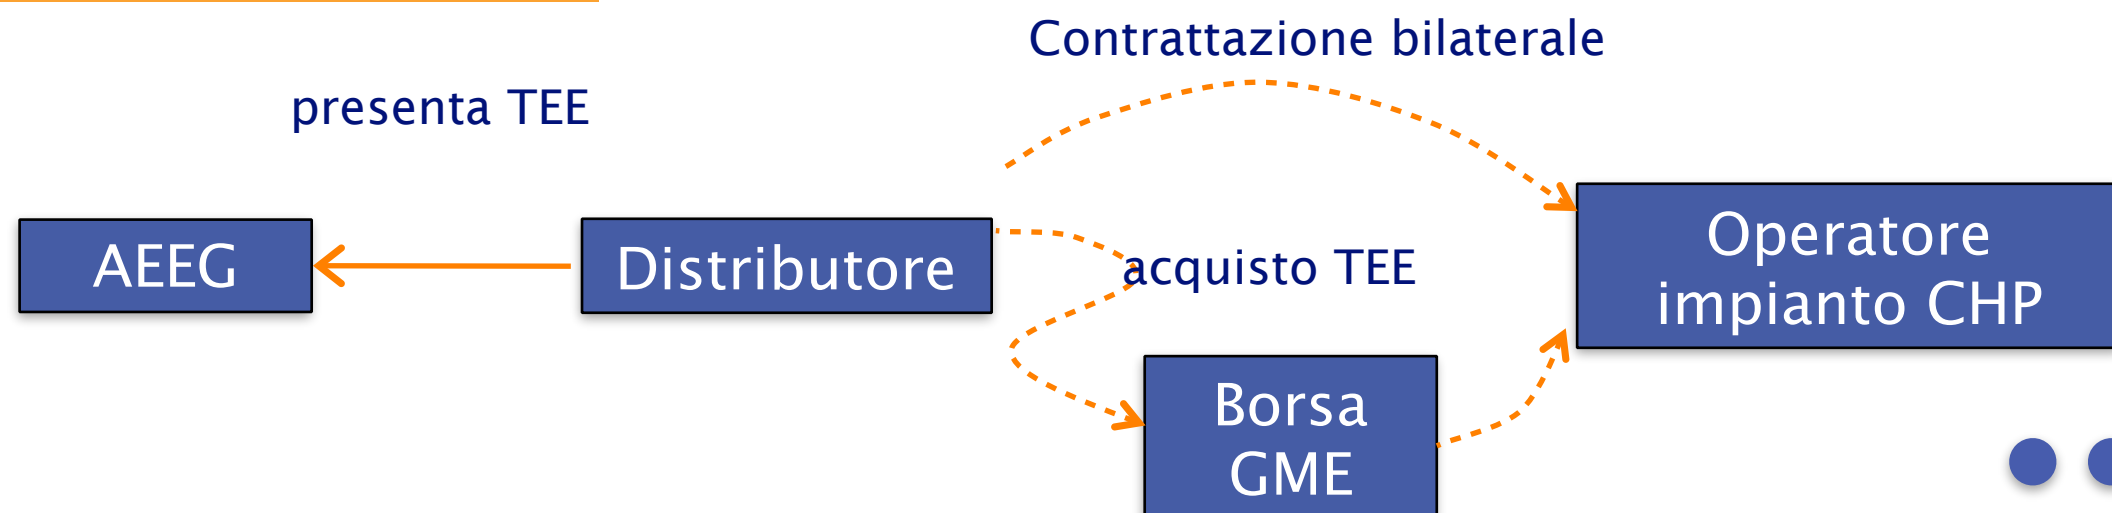 Contrattazione bilaterale
presenta TEE
AEEG
Distributore
acquisto TEE
Operatore
impianto CHP
Borsa
GME